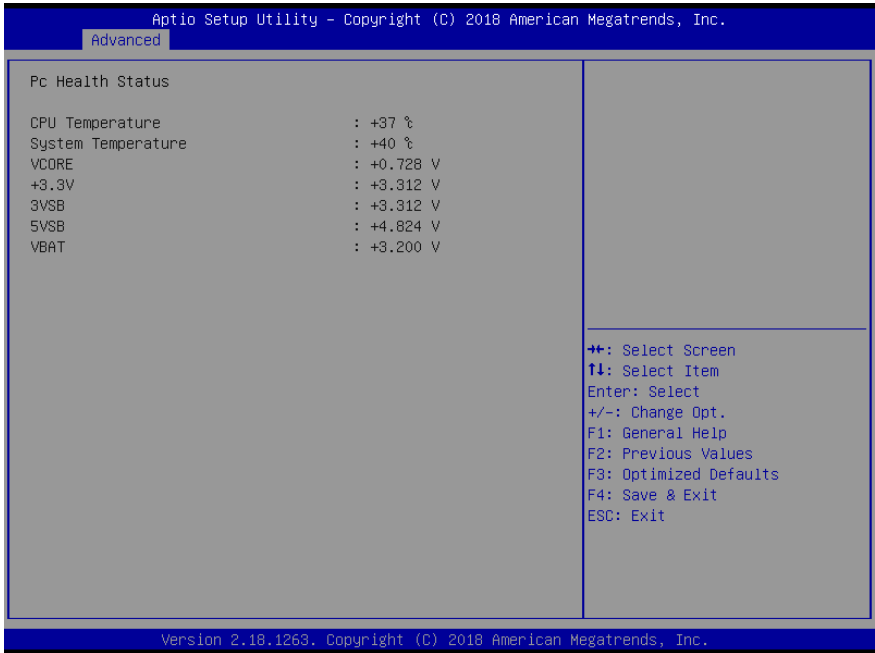 Aptio Setup Utility – Copyright (C) 2018 American Megatrends, Inc.
Advanced
Pc Health Status
CPU Temperature : +37 ℃
System Temperature : +40 ℃
VCORE : +0.728 V
+3.3V : +3.312 V
3VSB : +3.312 V
5VSB : +4.824 V
VBAT : +3.200 V
→←: Select Screen
↑↓: Select Item
Enter: Select
+/-: Change Opt.
F1: General Help
F2: Previous Values
F3: Optimized Defaults
F4: Save & Exit
ESC: Exit
Version 2.18.1263. Copyright (C) 2018 American Megatrends, Inc.